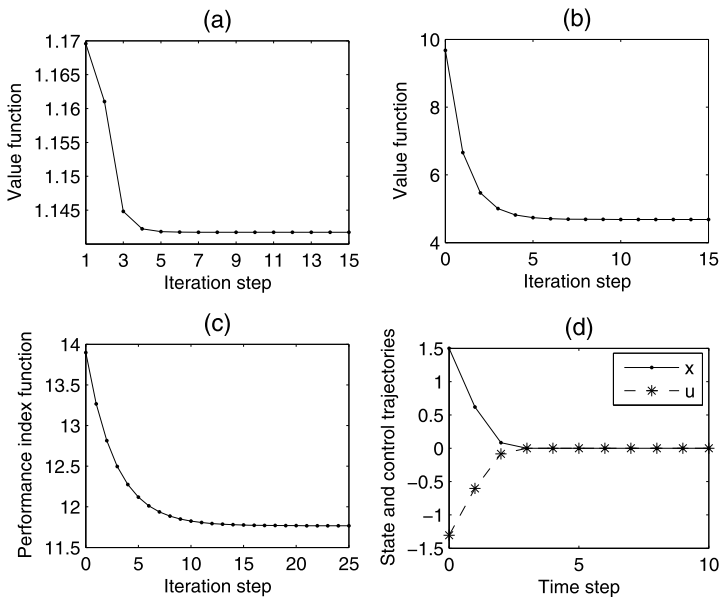 (a)
Value function
1.17
1.165
1.16
1.155
1.15
1.145
1 3 5 7 9 11 13 15
Iteration step
(b)
Value function
10
8
6
4
0 5 10 15
Iteration step
(c)
Performance index function
14
13.5
13
12.5
12
11.5
0 5 10 15 20 25
Iteration step
(d)
State and control trajectories
1.5
1
0.5
0
−0.5
−1
−1.5
x
u
0 5 10
Time step